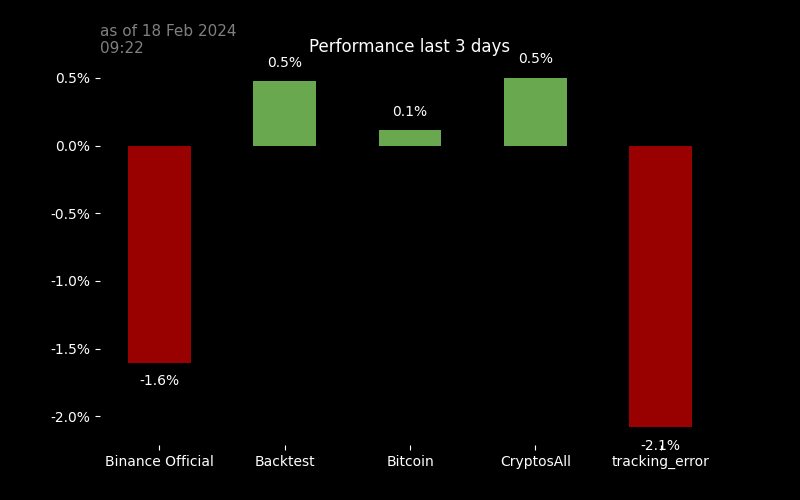 as of 18 Feb 2024
09:22
Performance last 3 days
0.5%
0.5%
0.1%
0.5%
0.0%
-0.5%
-1.0%
-1.5%
-2.0%
-1.6%
-2.1%
Binance Official
Backtest
Bitcoin
CryptosAll
tracking_error